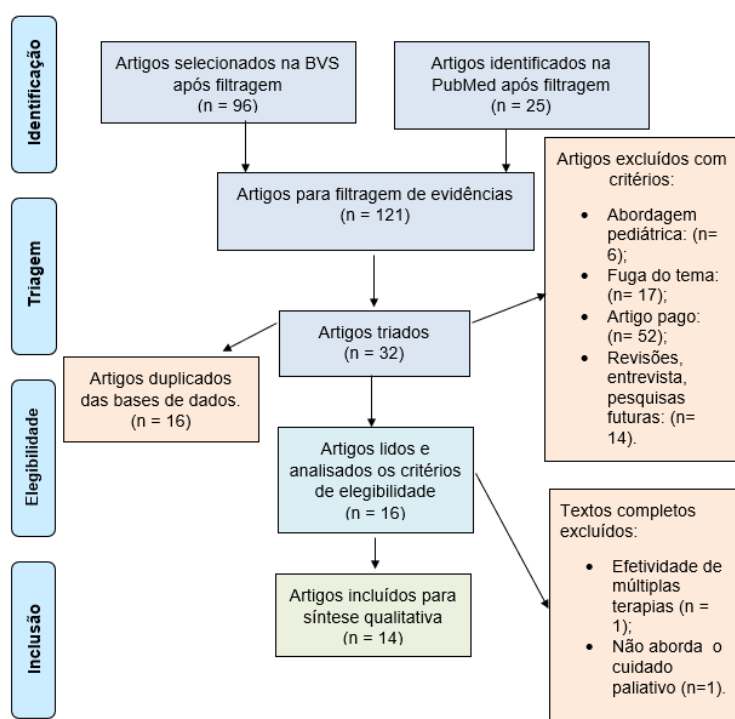 Identificação
Artigos selecionados na BVS
após filtragem
(n = 96)
Artigos identificados na
PubMed após filtragem
(n = 25)
Artigos para filtragem de evidências
(n = 121)
Artigos excluídos com
critérios:
• Abordagem
pediátrica: (n=
6);
• Fuga do tema:
(n= 17);
• Artigo pago:
(n= 52);
• Revisões,
entrevista,
pesquisas
futuras: (n=
14).
Triagem
Artigos triados
(n = 32)
Artigos duplicados
das bases de dados.
(n = 16)
Elegibilidade
Artigos lidos e
analisados os critérios
de elegibilidade
(n = 16)
Textos completos
excluídos:
• Efetividade de
múltiplas
terapias (n =
1);
• Não aborda o
cuidado
paliativo (n=1).
Inclusão
Artigos incluídos para
síntese qualitativa
(n = 14)